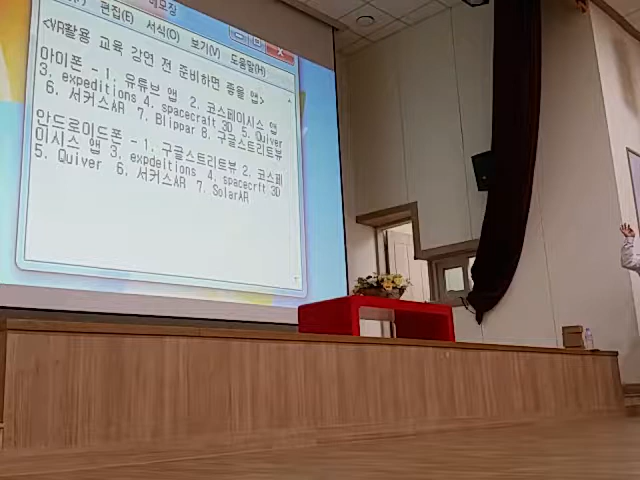 메모장
편집(E) 서식(O) 보기(V) 도움말(H)
<VR활용 교육 강연 전 준비하면 좋을 앱>
아이폰 - 1. 유튜브 앱 2. 코스페이시스 앱
3. expeditions 4. spacecraft 3D 5. Quiver
6. 서커스AR 7. Blippar 8. 구글스트리트뷰
안드로이드폰 - 1. 구글스트리트뷰 2. 코스페
이시스 앱 3. expdeitions 4. spacecrft 3D
5. Quiver 6. 서커스AR 7. SolarAR